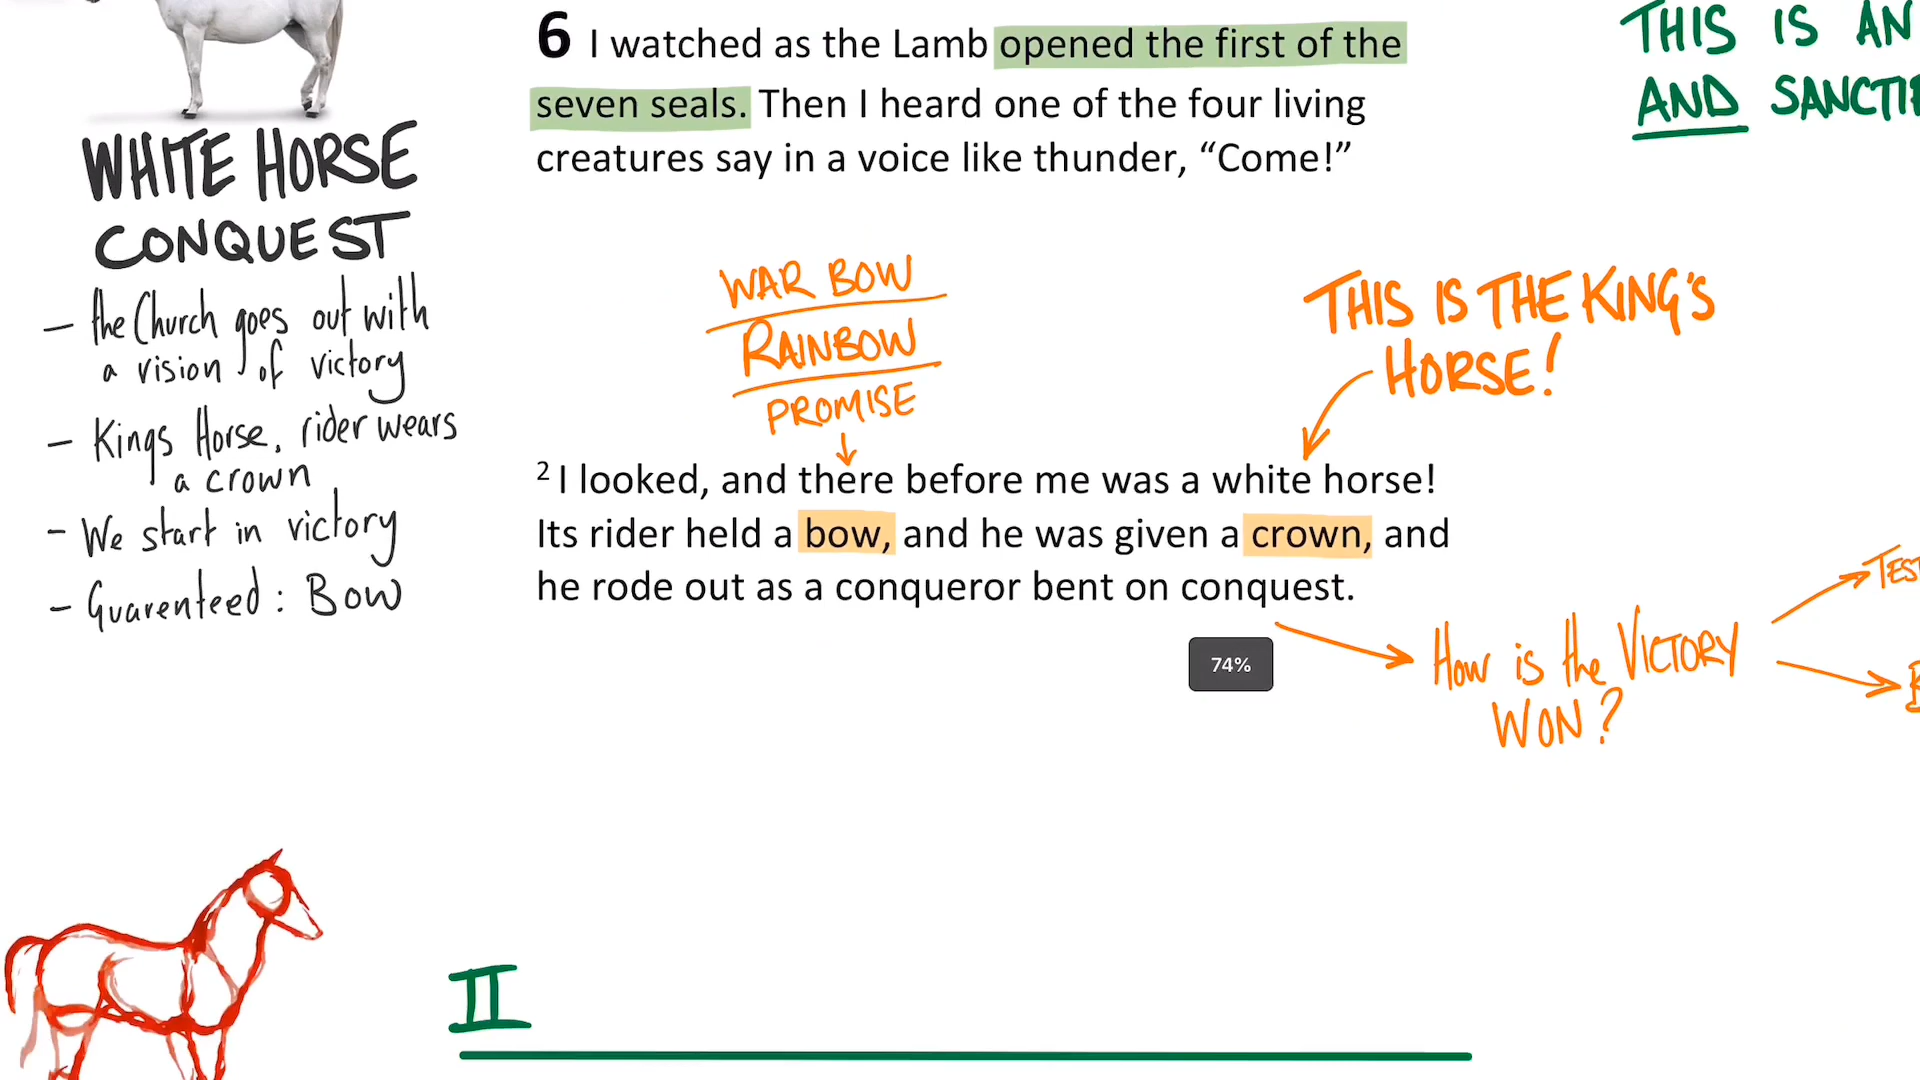 6 I watched as the Lamb opened the first of the
seven seals. Then I heard one of the four living
creatures say in a voice like thunder, “Come!”
THIS IS AN
AND SANCTIF
WHITE HORSE
CONQUEST
– the Church goes out with
a vision of victory
– Kings Horse, rider wears
a crown
– We start in victory
– Guarenteed: Bow
WAR BOW
RAINBOW
PROMISE
THIS IS THE KING'S
HORSE!
2 I looked, and there before me was a white horse!
Its rider held a bow, and he was given a crown, and
he rode out as a conqueror bent on conquest.
74%
How is the VICTORY
WON?
TES
II